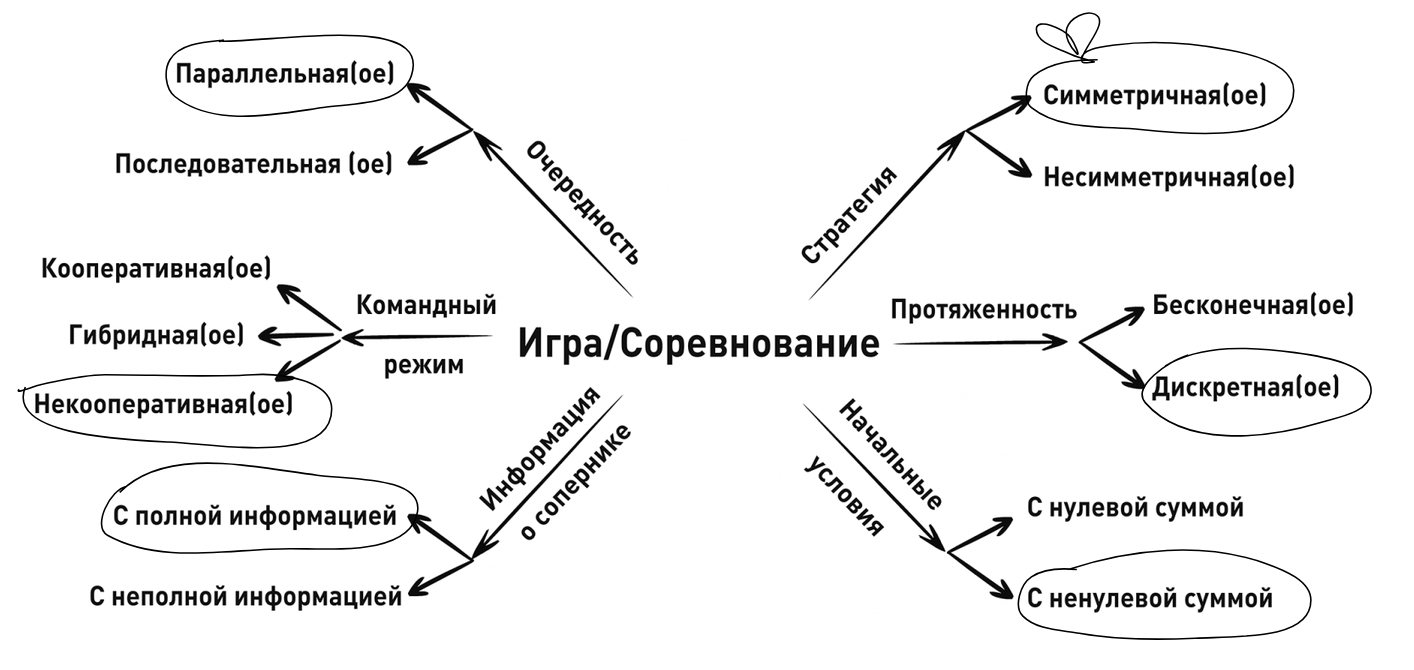 Параллельная(ое)
Последовательная (ое)
Очередность
Симметричная(ое)
Несимметричная(ое)
Стратегия
Кооперативная(ое)
Гибридная(ое)
Некооперативная(ое)
Командный
режим
Игра/Соревнование
Протяженность
Бесконечная(ое)
Дискретная(ое)
Информация
о сопернике
С полной информацией
С неполной информацией
Начальные
условия
С нулевой суммой
С ненулевой суммой